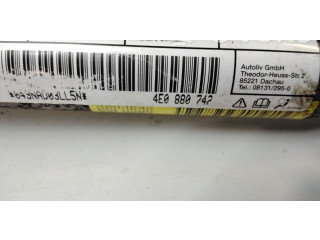 Autoliv GmbH
Theodor-Heuss-Str.2
85221 Dachau
Tel.: 08131/295-0
4E0 880 742